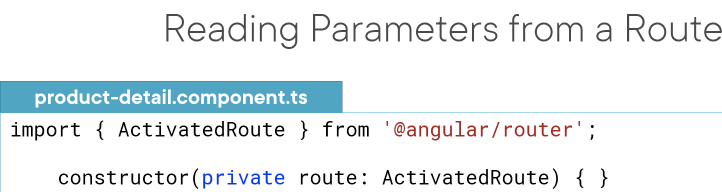 Reading Parameters from a Route
product-detail.component.ts
import { ActivatedRoute } from '@angular/router';
constructor(private route: ActivatedRoute) { }